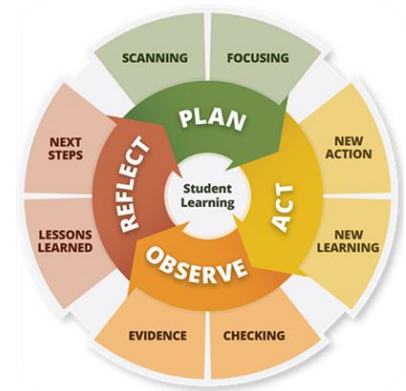 SCANNING
FOCUSING
PLAN
NEXT
STEPS
NEW
ACTION
REFLECT
Student
Learning
ACT
LESSONS
LEARNED
NEW
LEARNING
OBSERVE
EVIDENCE
CHECKING